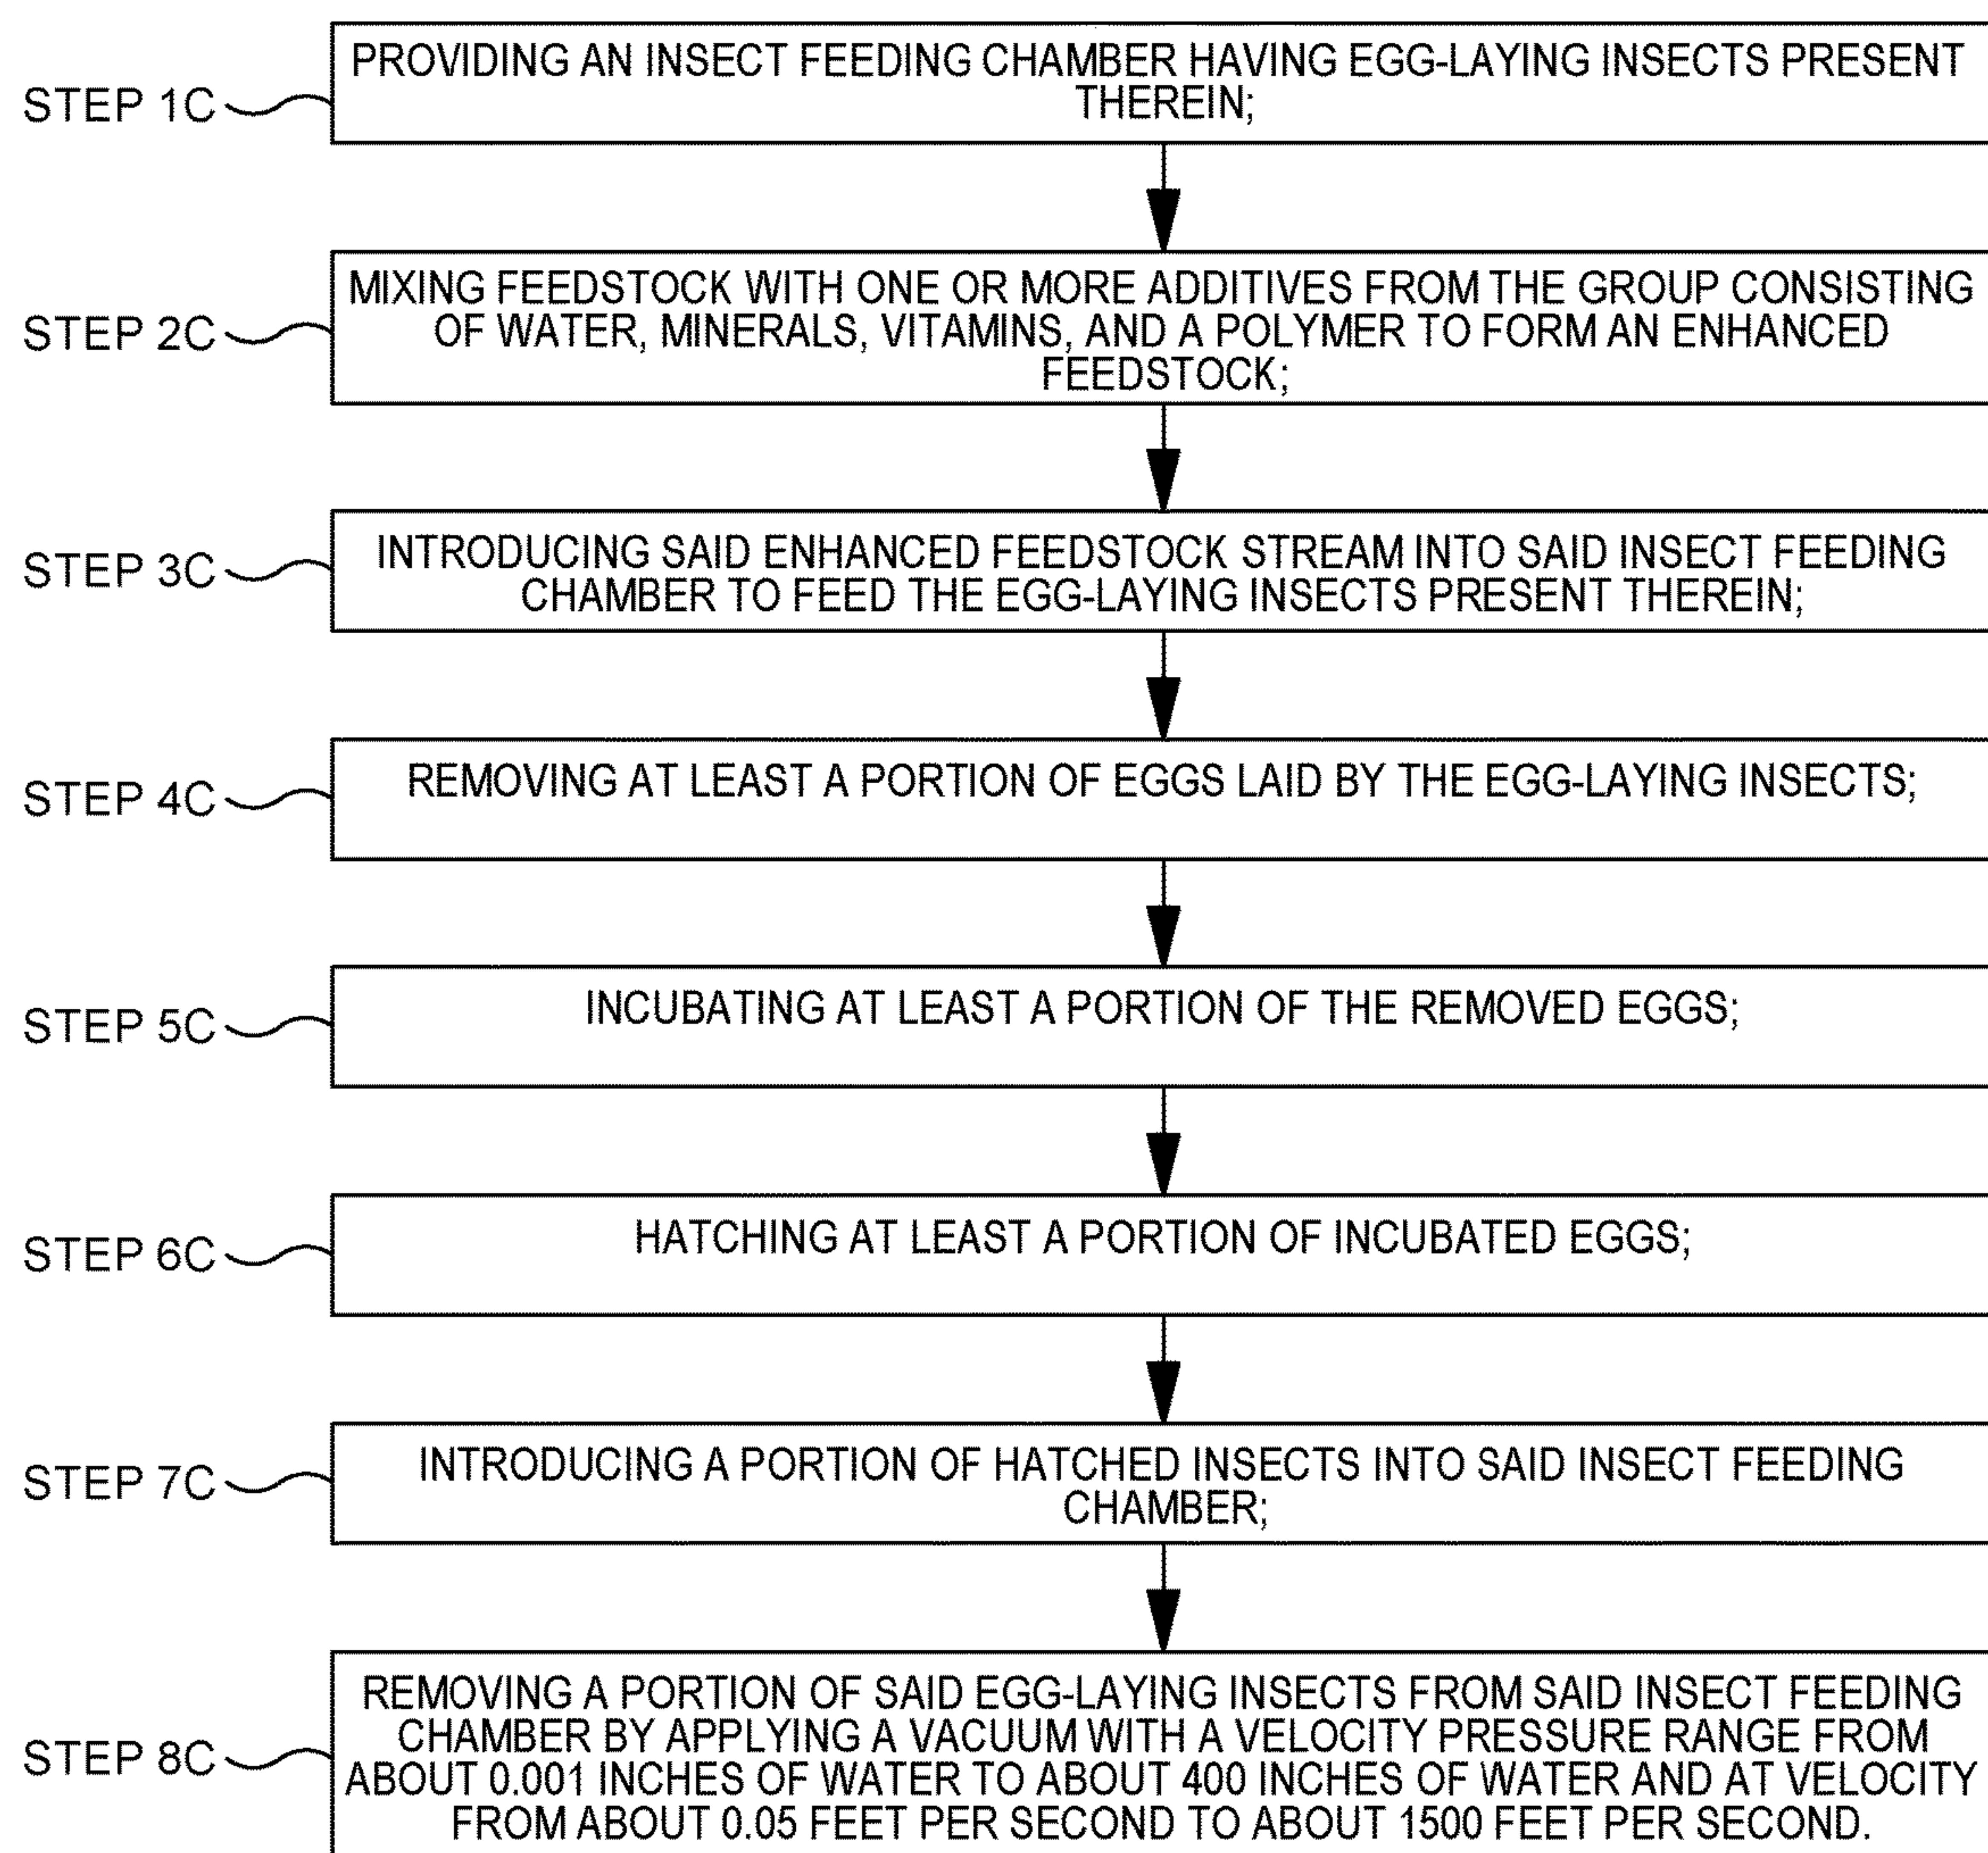 STEP 1C
PROVIDING AN INSECT FEEDING CHAMBER HAVING EGG-LAYING INSECTS PRESENT
THEREIN;
STEP 2C
MIXING FEEDSTOCK WITH ONE OR MORE ADDITIVES FROM THE GROUP CONSISTING
OF WATER, MINERALS, VITAMINS, AND A POLYMER TO FORM AN ENHANCED
FEEDSTOCK;
STEP 3C
INTRODUCING SAID ENHANCED FEEDSTOCK STREAM INTO SAID INSECT FEEDING
CHAMBER TO FEED THE EGG-LAYING INSECTS PRESENT THEREIN;
STEP 4C
REMOVING AT LEAST A PORTION OF EGGS LAID BY THE EGG-LAYING INSECTS;
STEP 5C
INCUBATING AT LEAST A PORTION OF THE REMOVED EGGS;
STEP 6C
HATCHING AT LEAST A PORTION OF INCUBATED EGGS;
STEP 7C
INTRODUCING A PORTION OF HATCHED INSECTS INTO SAID INSECT FEEDING
CHAMBER;
STEP 8C
REMOVING A PORTION OF SAID EGG-LAYING INSECTS FROM SAID INSECT FEEDING
CHAMBER BY APPLYING A VACUUM WITH A VELOCITY PRESSURE RANGE FROM
ABOUT 0.001 INCHES OF WATER TO ABOUT 400 INCHES OF WATER AND AT VELOCITY
FROM ABOUT 0.05 FEET PER SECOND TO ABOUT 1500 FEET PER SECOND.